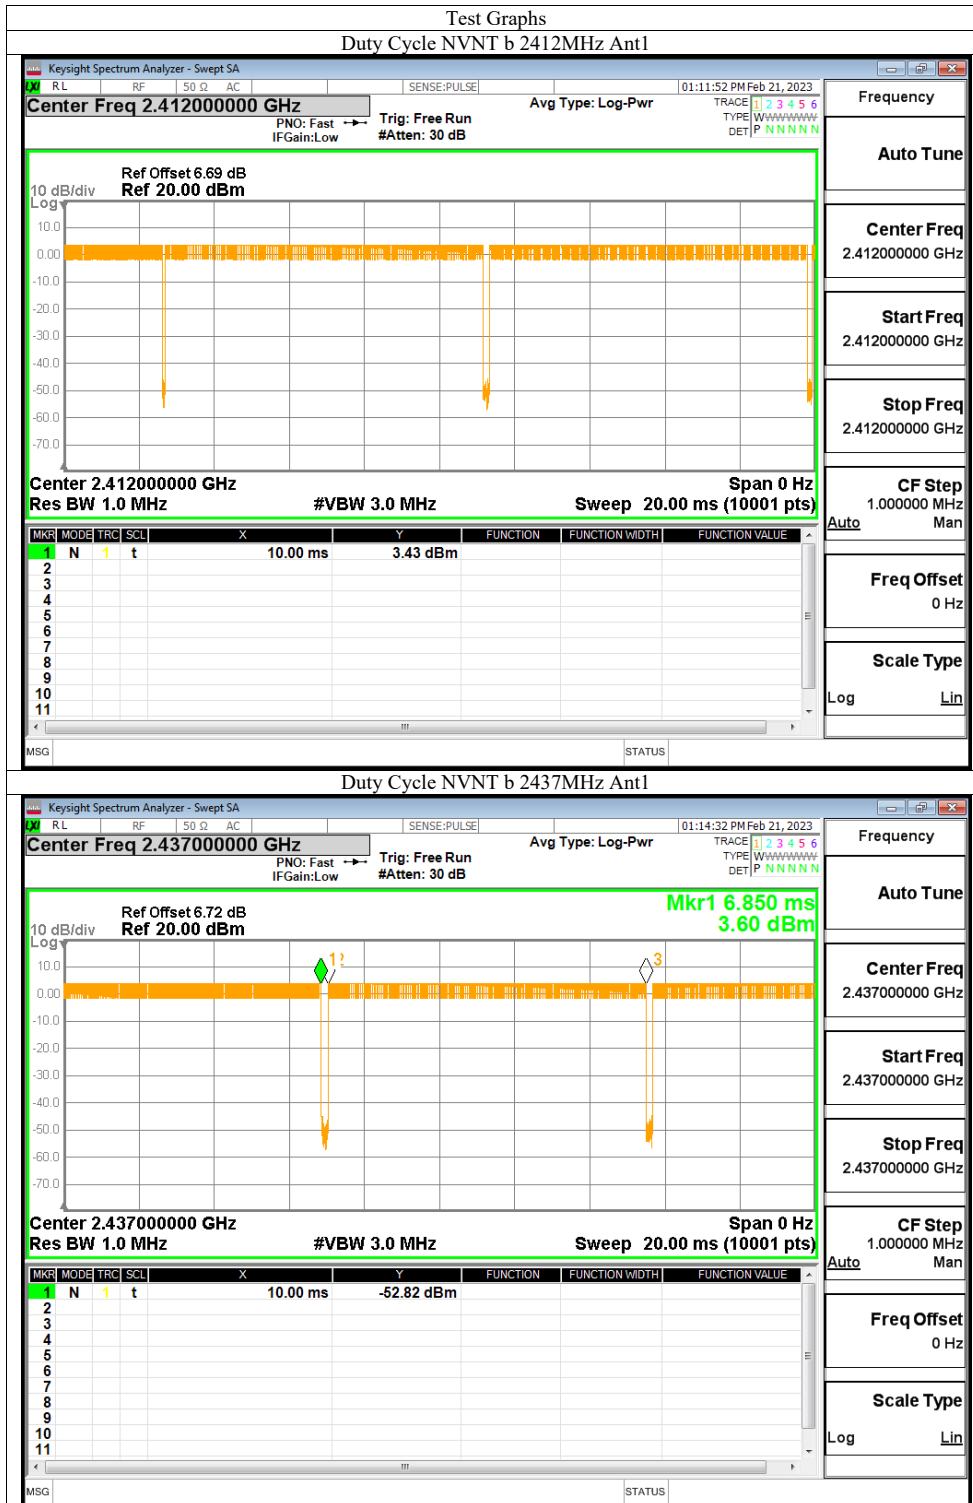 Test Graphs
Duty Cycle NVNT b 2412MHz Ant1
Keysight Spectrum Analyzer - Swept SA
LXI RL RF 50 Ω AC SENSE:PULSE 01:11:52 PM Feb 21, 2023
Center Freq 2.412000000 GHz Avg Type: Log-Pwr TRACE 1 2 3 4 5 6
PNO: Fast Trig: Free Run TYPE WWWWWW
IFGain:Low #Atten: 30 dB DET P N N N N N
Frequency
Auto Tune
Ref Offset 6.69 dB
10 dB/div Ref 20.00 dBm
Log
10.0
0.00
-10.0
-20.0
-30.0
-40.0
-50.0
-60.0
-70.0
Center Freq
2.412000000 GHz
Start Freq
2.412000000 GHz
Stop Freq
2.412000000 GHz
Center 2.412000000 GHz Span 0 Hz
Res BW 1.0 MHz #VBW 3.0 MHz Sweep 20.00 ms (10001 pts)
CF Step
1.000000 MHz
Auto Man
MKR MODE TRC SCL X Y FUNCTION FUNCTION WIDTH FUNCTION VALUE
1 N 1 t 10.00 ms 3.43 dBm
2
3
4
5
6
7
8
9
10
11
Freq Offset
0 Hz
Scale Type
Log Lin
MSG STATUS
Duty Cycle NVNT b 2437MHz Ant1
Keysight Spectrum Analyzer - Swept SA
LXI RL RF 50 Ω AC SENSE:PULSE 01:14:32 PM Feb 21, 2023
Center Freq 2.437000000 GHz Avg Type: Log-Pwr TRACE 1 2 3 4 5 6
PNO: Fast Trig: Free Run TYPE WWWWWW
IFGain:Low #Atten: 30 dB DET P N N N N N
Frequency
Auto Tune
Mkr1 6.850 ms
Ref Offset 6.72 dB
10 dB/div Ref 20.00 dBm 3.60 dBm
Log
1 2 3
10.0
0.00
-10.0
-20.0
-30.0
-40.0
-50.0
-60.0
-70.0
Center Freq
2.437000000 GHz
Start Freq
2.437000000 GHz
Stop Freq
2.437000000 GHz
Center 2.437000000 GHz Span 0 Hz
Res BW 1.0 MHz #VBW 3.0 MHz Sweep 20.00 ms (10001 pts)
CF Step
1.000000 MHz
Auto Man
MKR MODE TRC SCL X Y FUNCTION FUNCTION WIDTH FUNCTION VALUE
1 N 1 t 10.00 ms -52.82 dBm
2
3
4
5
6
7
8
9
10
11
Freq Offset
0 Hz
Scale Type
Log Lin
MSG STATUS